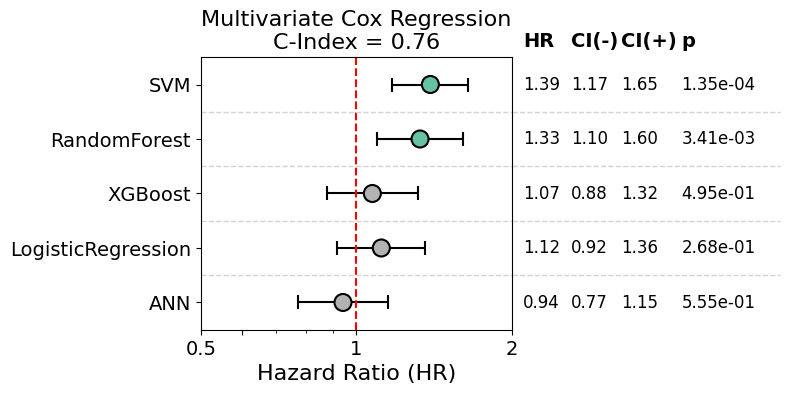 Multivariate Cox Regression
C-Index = 0.76
HR CI(-) CI(+) p
SVM 1.39 1.17 1.65 1.35e-04
RandomForest 1.33 1.10 1.60 3.41e-03
XGBoost 1.07 0.88 1.32 4.95e-01
LogisticRegression 1.12 0.92 1.36 2.68e-01
ANN 0.94 0.77 1.15 5.55e-01
0.5 1 2
Hazard Ratio (HR)